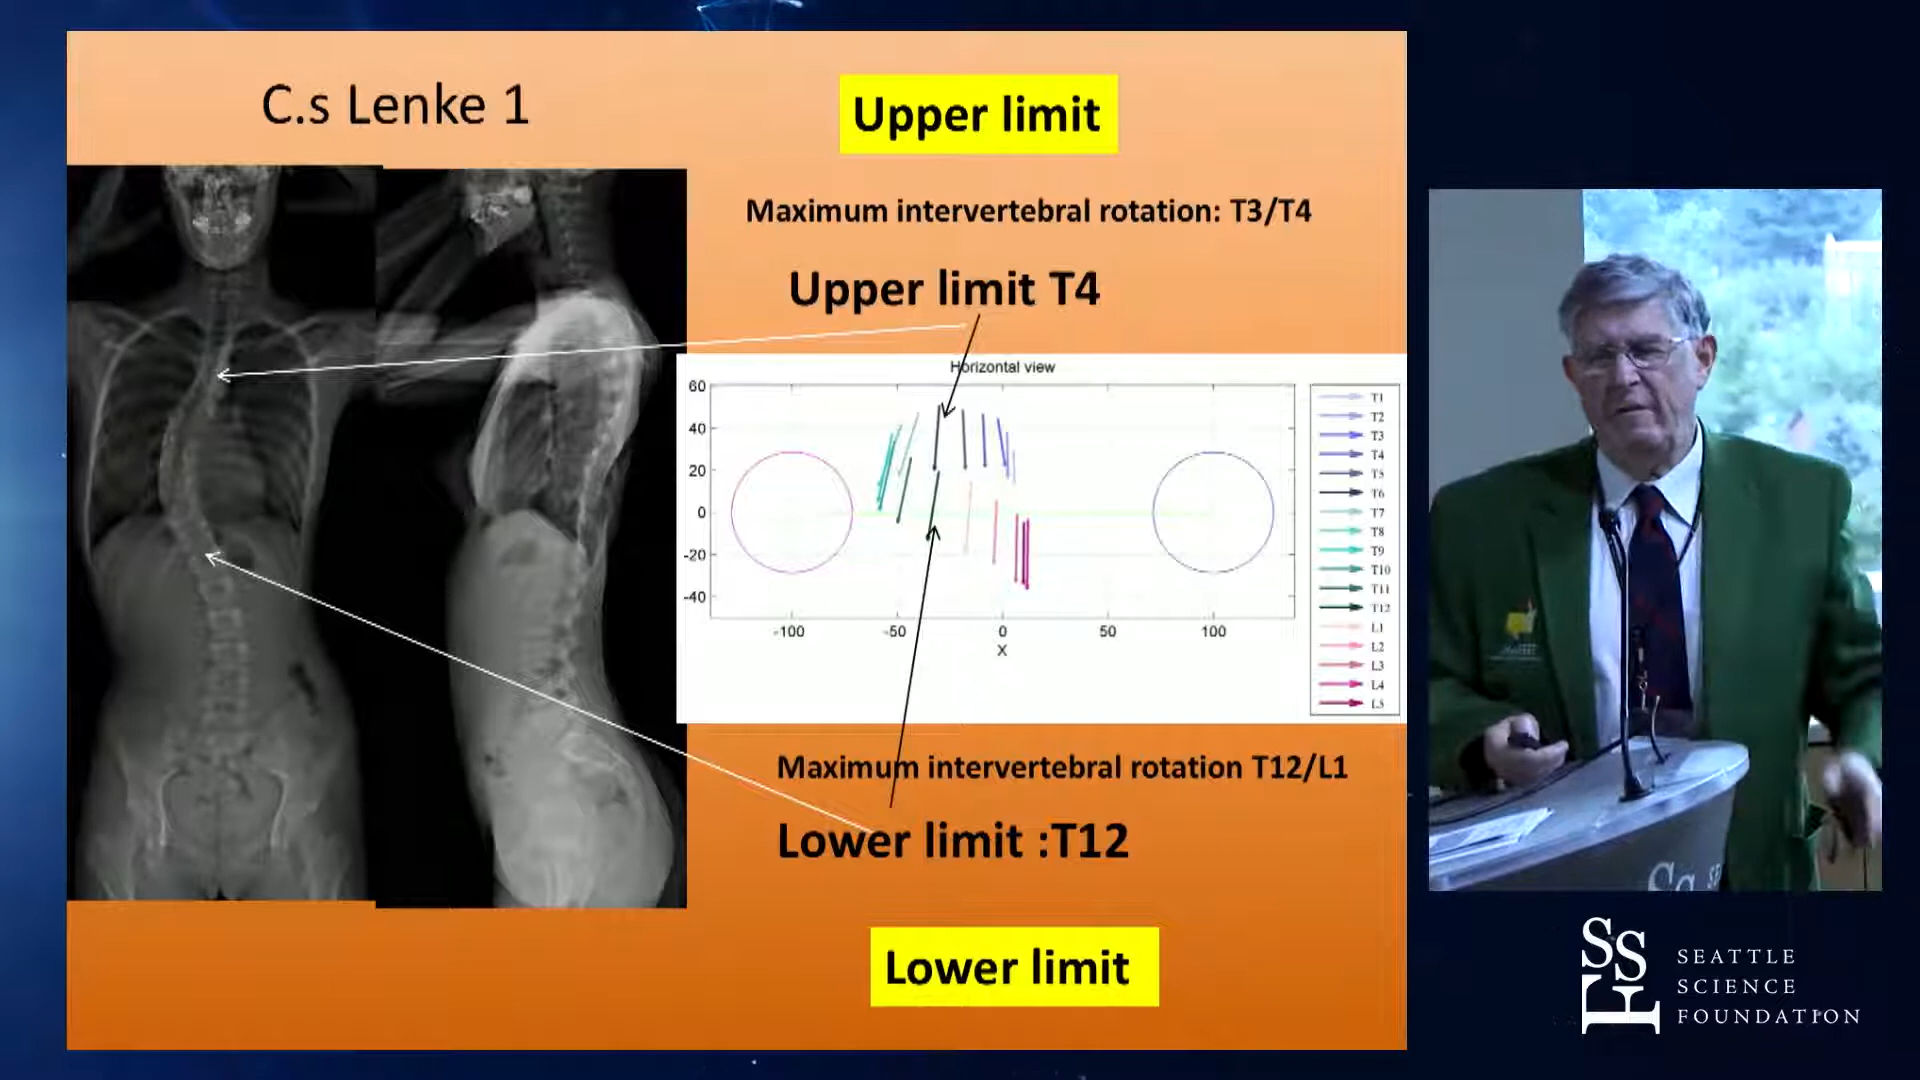 C.s Lenke 1
Upper limit
Maximum intervertebral rotation: T3/T4
Upper limit T4
Horizontal view
60
40
20
0
-20
-40
-100
-50
0
50
100
X
T1
T2
T3
T4
T5
T6
T7
T8
T9
T10
T11
T12
L1
L2
L3
L4
L5
Maximum intervertebral rotation T12/L1
Lower limit :T12
Lower limit
SSF
SEATTLE
SCIENCE
FOUNDATION